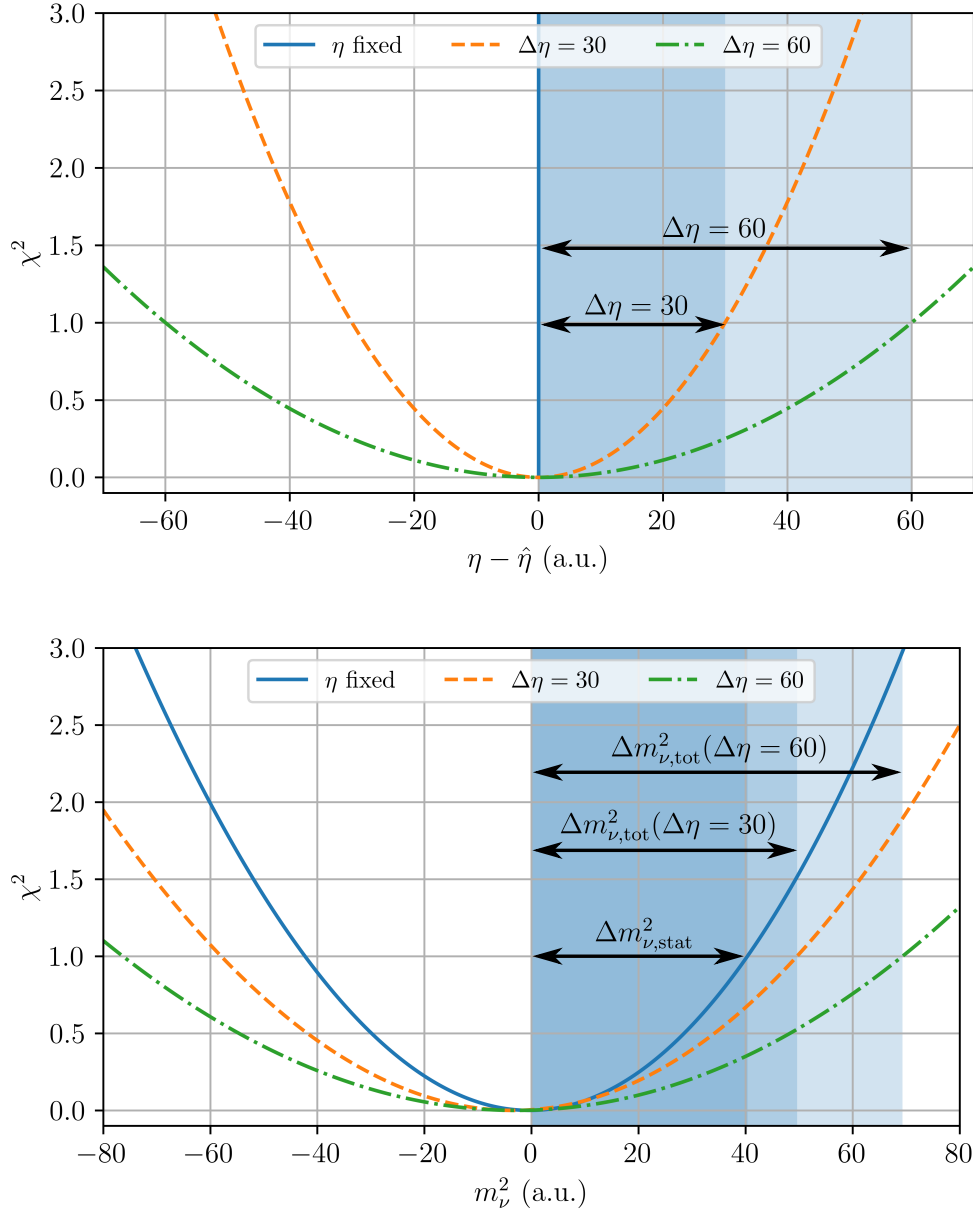 3.0
η fixed Δη = 30 Δη = 60
2.5
2.0
Δη = 60
1.5
χ²
Δη = 30
1.0
0.5
0.0
−60 −40 −20 0 20 40 60
η − η̂ (a.u.)
3.0
η fixed Δη = 30 Δη = 60
2.5
Δm²ν,tot(Δη = 60)
2.0
Δm²ν,tot(Δη = 30)
1.5
χ²
Δm²ν,stat
1.0
0.5
0.0
−80 −60 −40 −20 0 20 40 60 80
m²ν (a.u.)